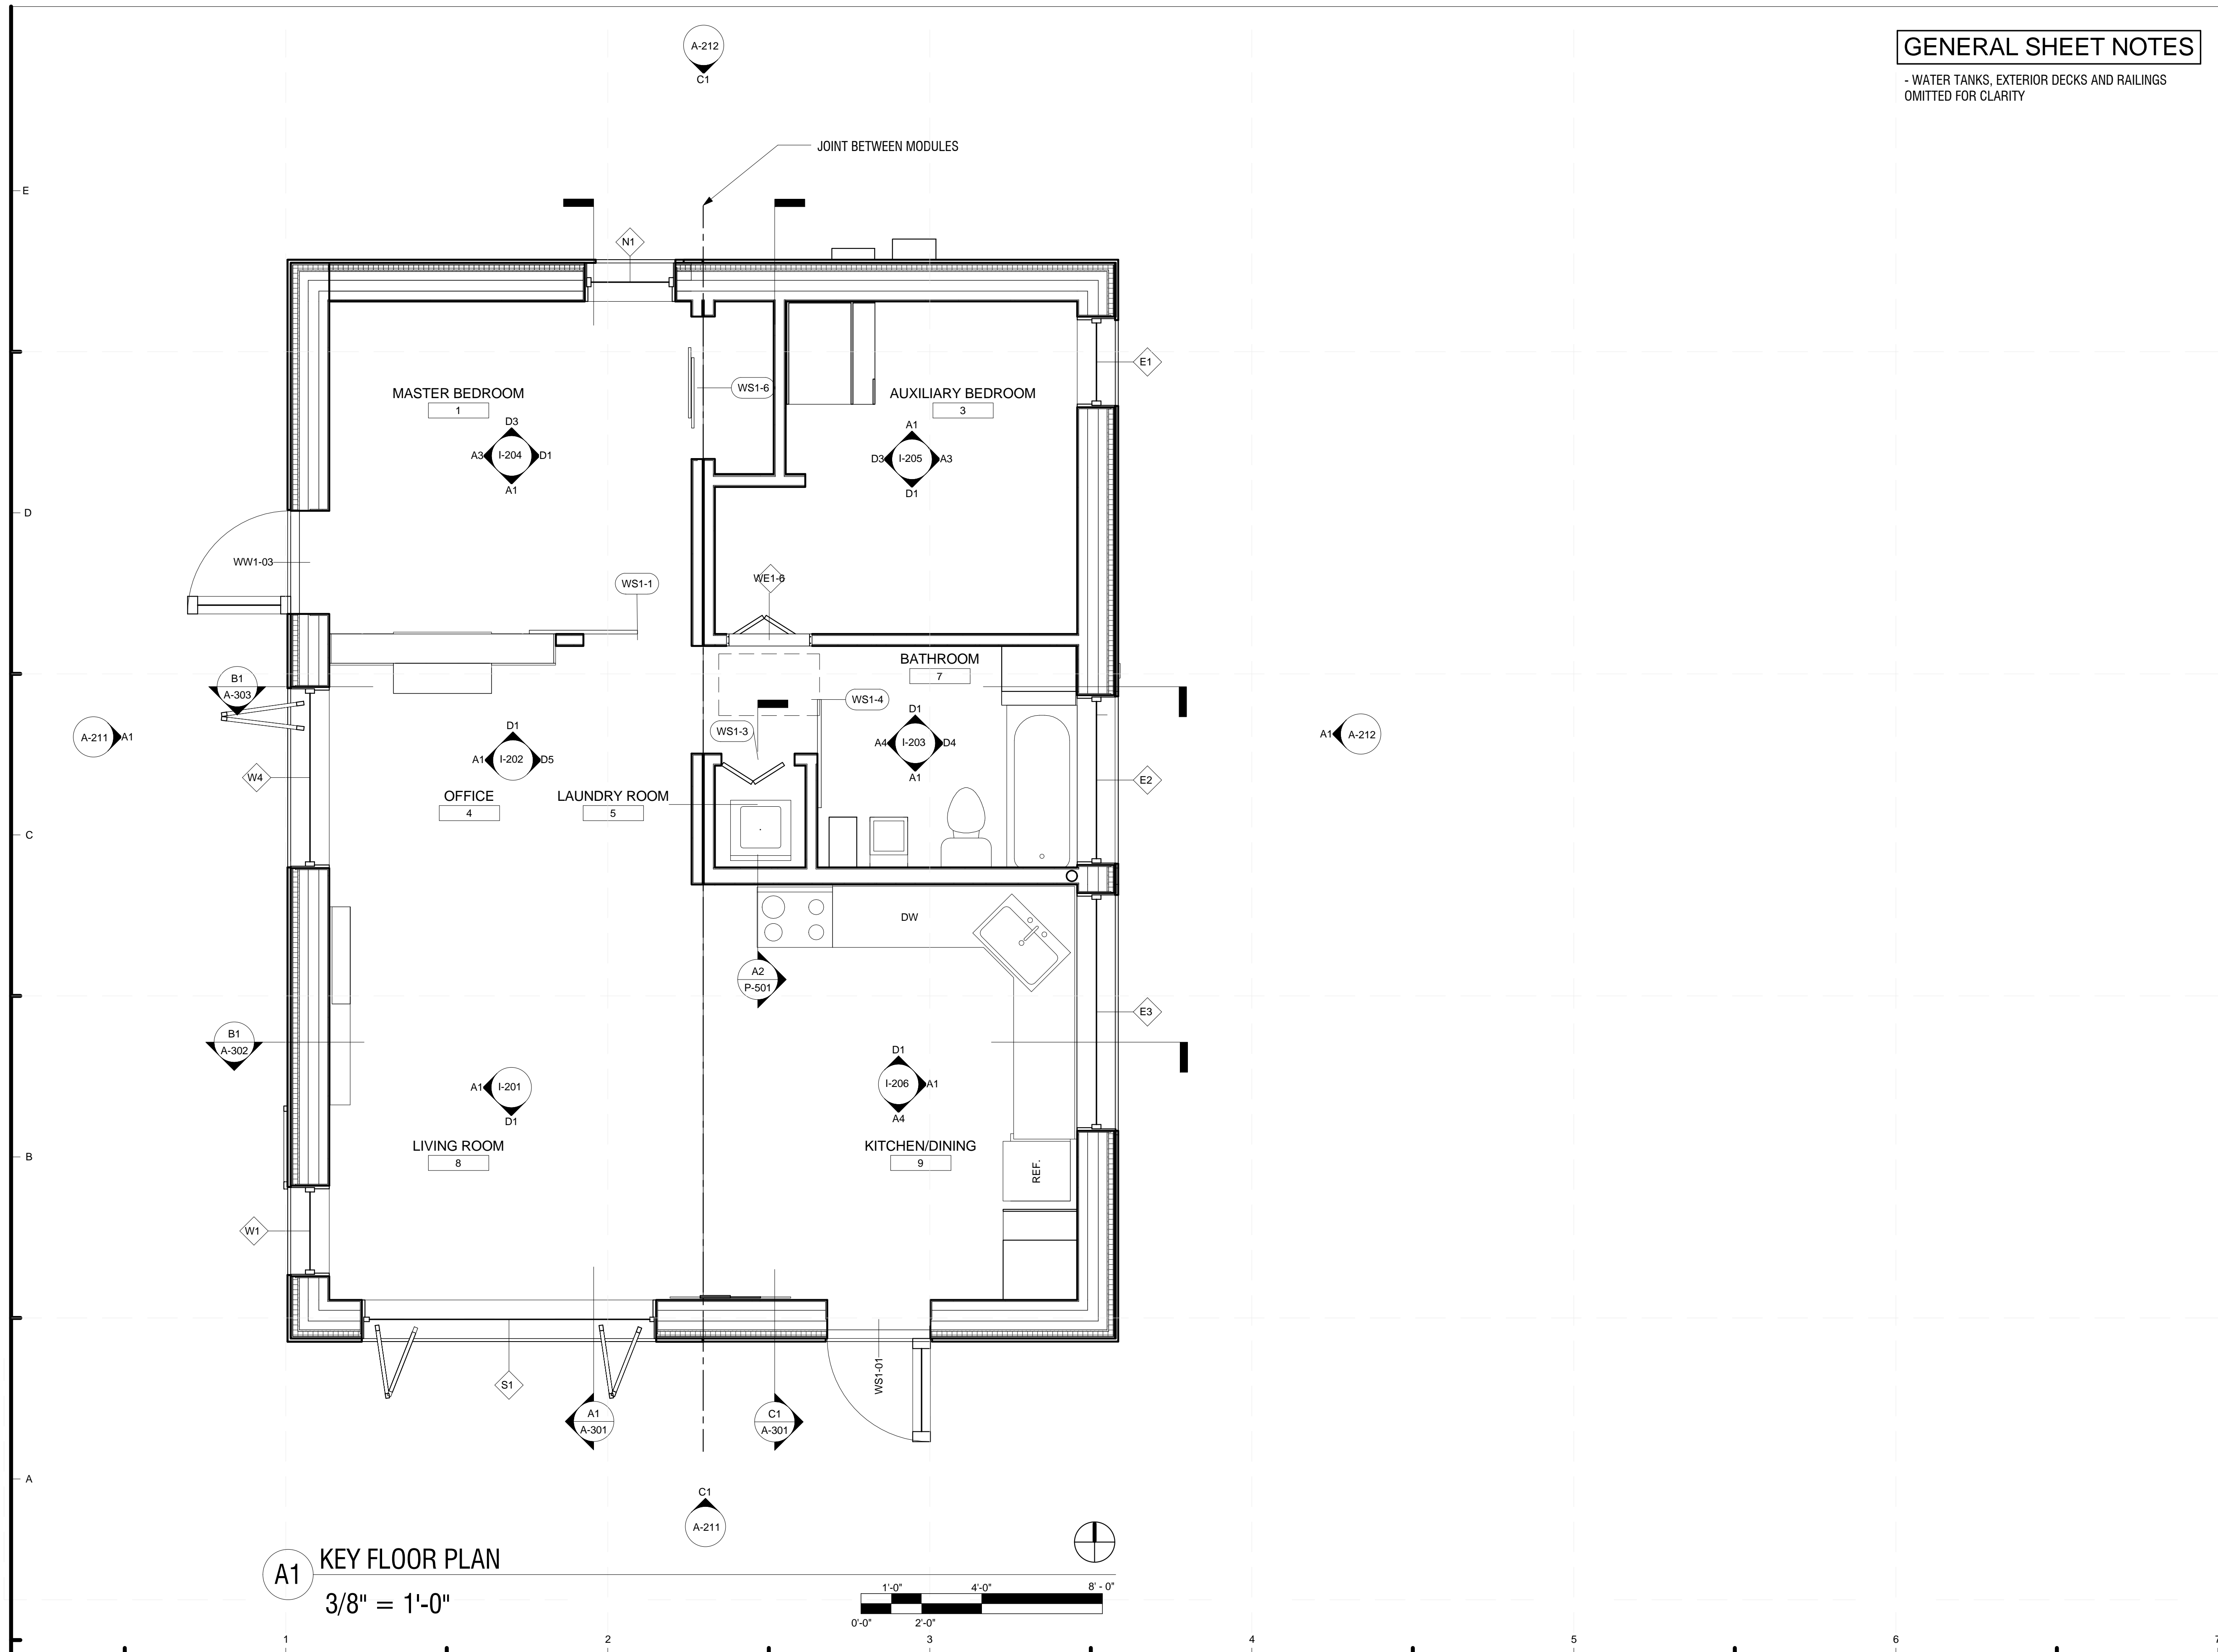 A-212
C1
GENERAL SHEET NOTES
- WATER TANKS, EXTERIOR DECKS AND RAILINGS
OMITTED FOR CLARITY
JOINT BETWEEN MODULES
E
N1
E1
WS1-6
MASTER BEDROOM
1
AUXILIARY BEDROOM
3
D3
A3 I-204 D1
A1
A1
D3 I-205 A3
D1
D
WW1-03
WS1-1
WE1-6
BATHROOM
7
B1
A-303
WS1-4
WS1-3
A-211 A1
D1
A1 I-202 D5
D1
A4 I-203 D4
A1
A1 A-212
W4
E2
OFFICE
4
LAUNDRY ROOM
5
C
DW
A2
P-501
E3
B1
A-302
A1 I-201
D1
D1
I-206 A1
A4
LIVING ROOM
8
KITCHEN/DINING
9
B
REF.
W1
S1
WS1-01
A1
A-301
C1
A-301
A
C1
A-211
A1
KEY FLOOR PLAN
3/8" = 1'-0"
1'-0" 4'-0" 8' - 0"
0'-0" 2'-0"
1 2 3 4 5 6 7